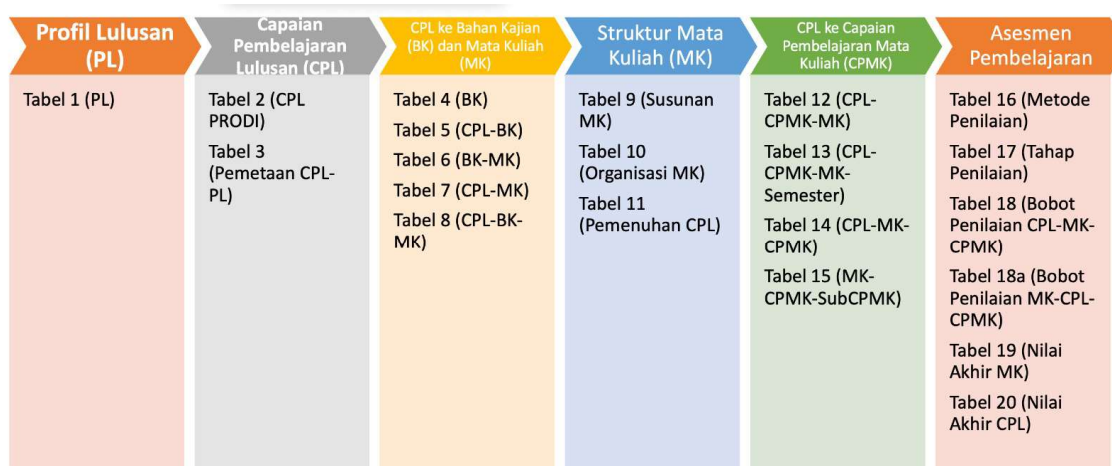 Profil Lulusan
(PL)
Tabel 1 (PL)
Capaian
Pembelajaran
Lulusan (CPL)
Tabel 2 (CPL
PRODI)
Tabel 3
(Pemetaan CPL-
PL)
CPL ke Bahan Kajian
(BK) dan Mata Kuliah
(MK)
Tabel 4 (BK)
Tabel 5 (CPL-BK)
Tabel 6 (BK-MK)
Tabel 7 (CPL-MK)
Tabel 8 (CPL-BK-
MK)
Struktur Mata
Kuliah (MK)
Tabel 9 (Susunan
MK)
Tabel 10
(Organisasi MK)
Tabel 11
(Pemenuhan CPL)
CPL ke Capaian
Pembelajaran Mata
Kuliah (CPMK)
Tabel 12 (CPL-
CPMK-MK)
Tabel 13 (CPL-
CPMK-MK-
Semester)
Tabel 14 (CPL-MK-
CPMK)
Tabel 15 (MK-
CPMK-SubCPMK)
Asesmen
Pembelajaran
Tabel 16 (Metode
Penilaian)
Tabel 17 (Tahap
Penilaian)
Tabel 18 (Bobot
Penilaian CPL-MK-
CPMK)
Tabel 18a (Bobot
Penilaian MK-CPL-
CPMK)
Tabel 19 (Nilai
Akhir MK)
Tabel 20 (Nilai
Akhir CPL)